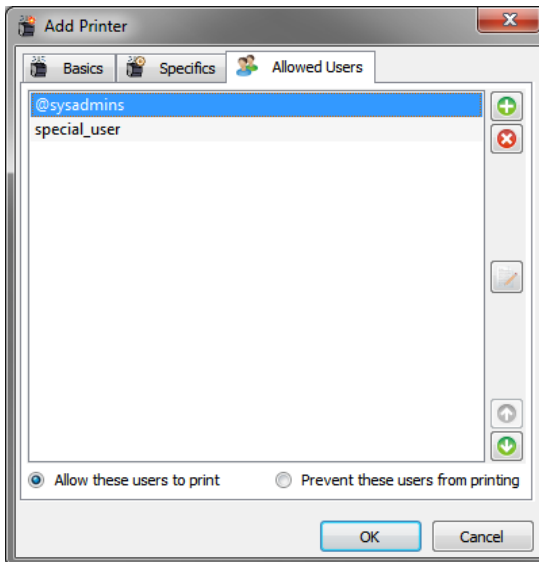 Add Printer
Basics Specifics Allowed Users
@sysadmins
special_user
Allow these users to print Prevent these users from printing
OK Cancel